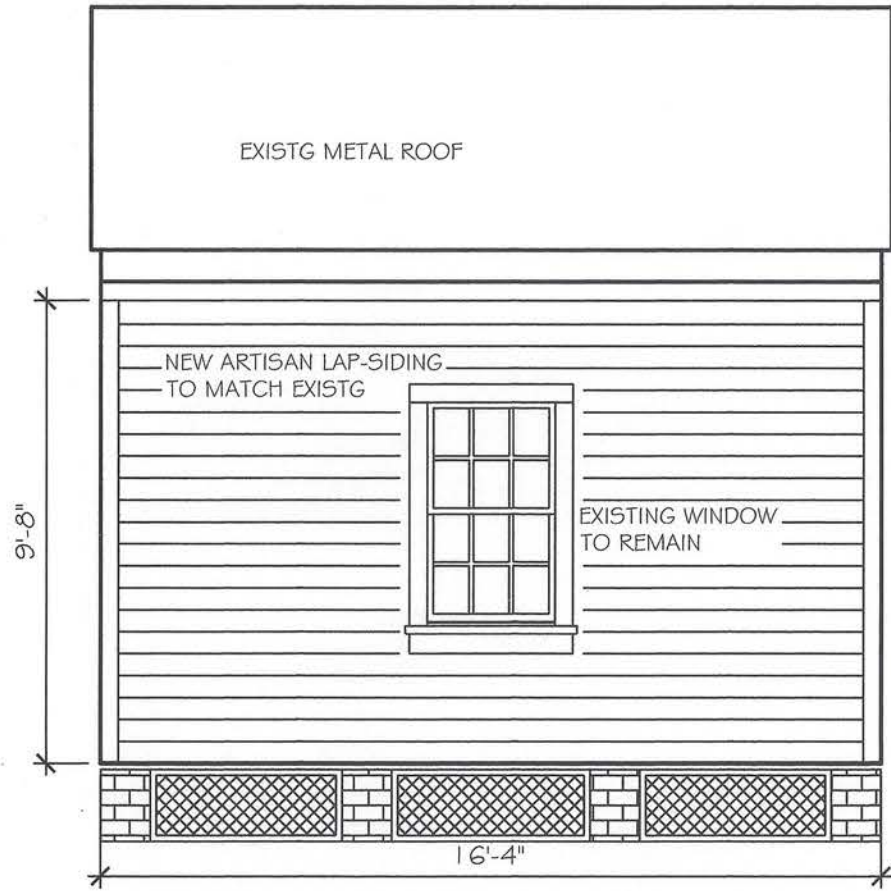 EXISTG METAL ROOF
NEW ARTISAN LAP-SIDING
TO MATCH EXISTG
EXISTING WINDOW
TO REMAIN
9'-8"
16'-4"